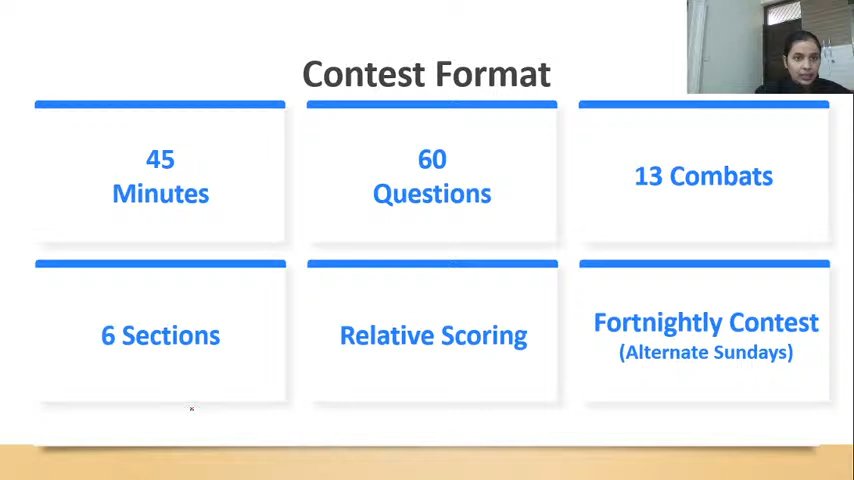 Contest Format
45
Minutes
60
Questions
13 Combats
6 Sections
Relative Scoring
Fortnightly Contest
(Alternate Sundays)